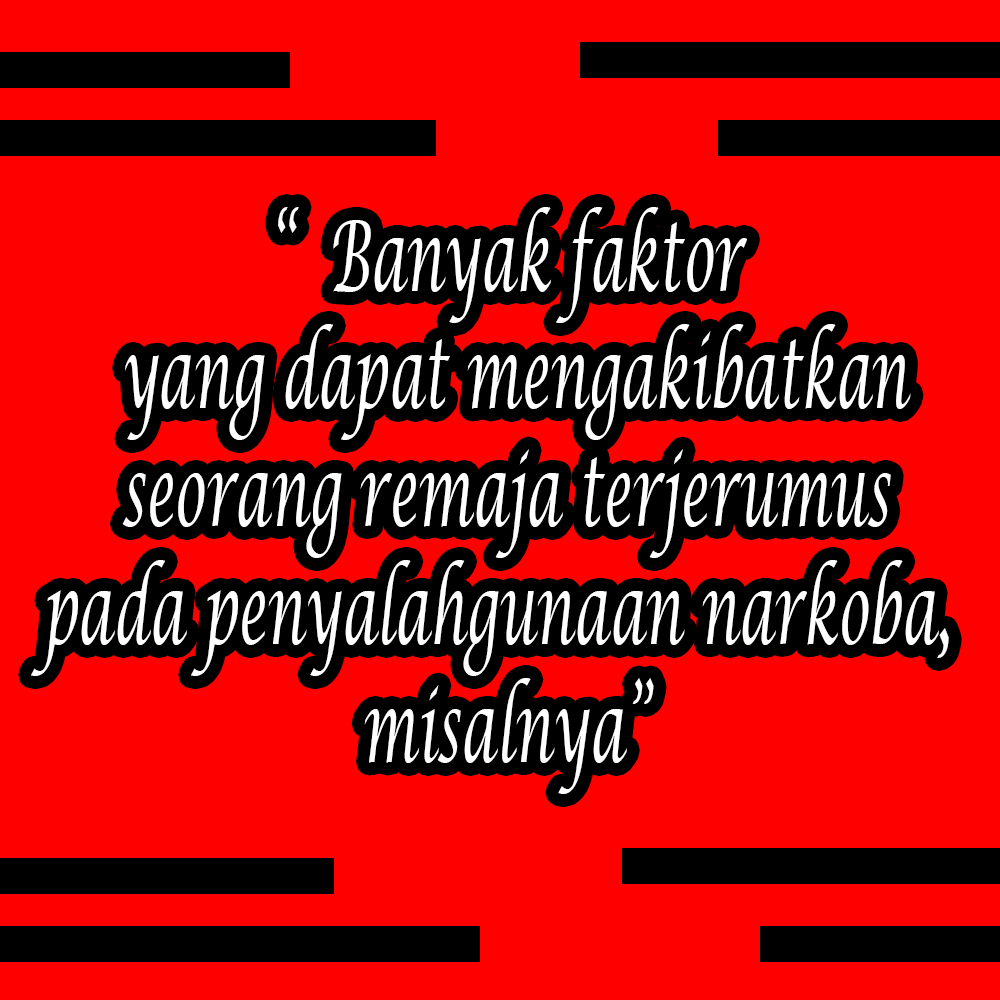 “ Banyak faktor
yang dapat mengakibatkan
seorang remaja terjerumus
pada penyalahgunaan narkoba,
misalnya”